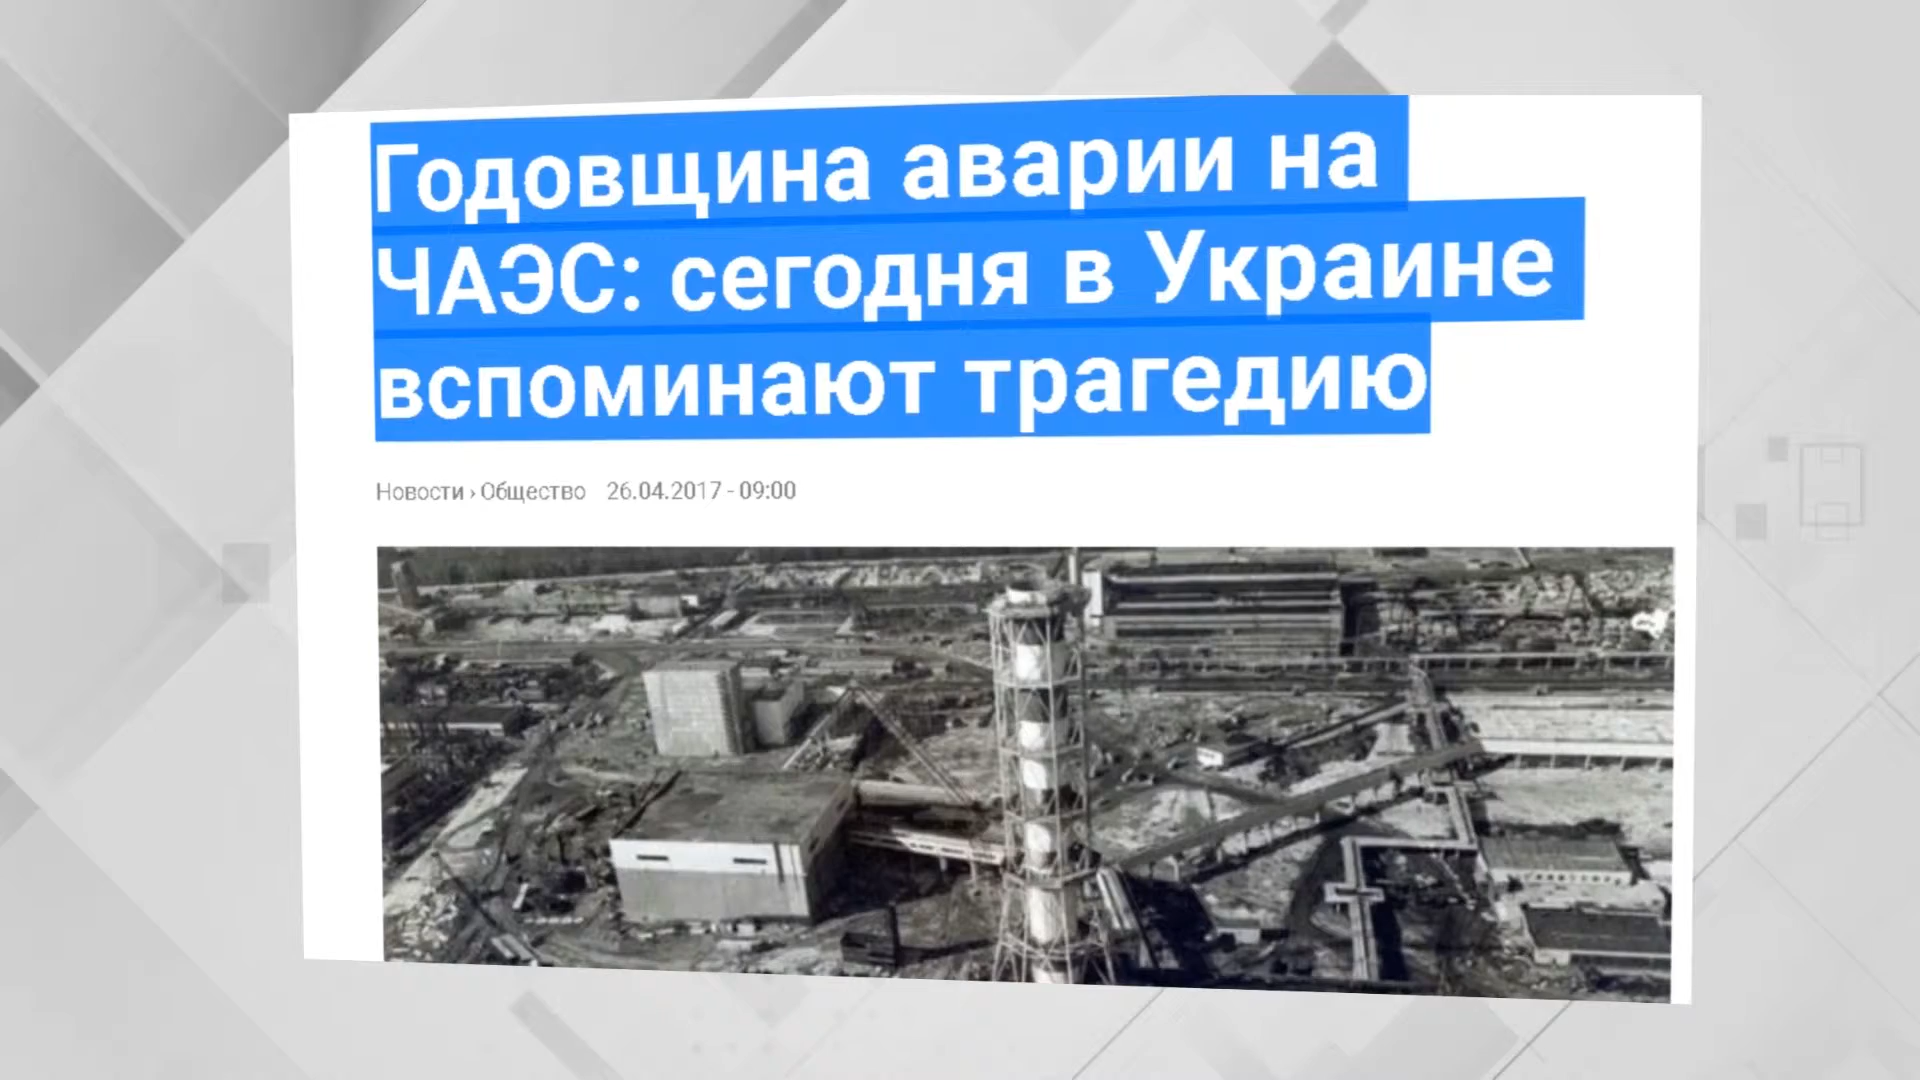 Годовщина аварии на
ЧАЭС: сегодня в Украине
вспоминают трагедию
Новости › Общество 26.04.2017 - 09:00